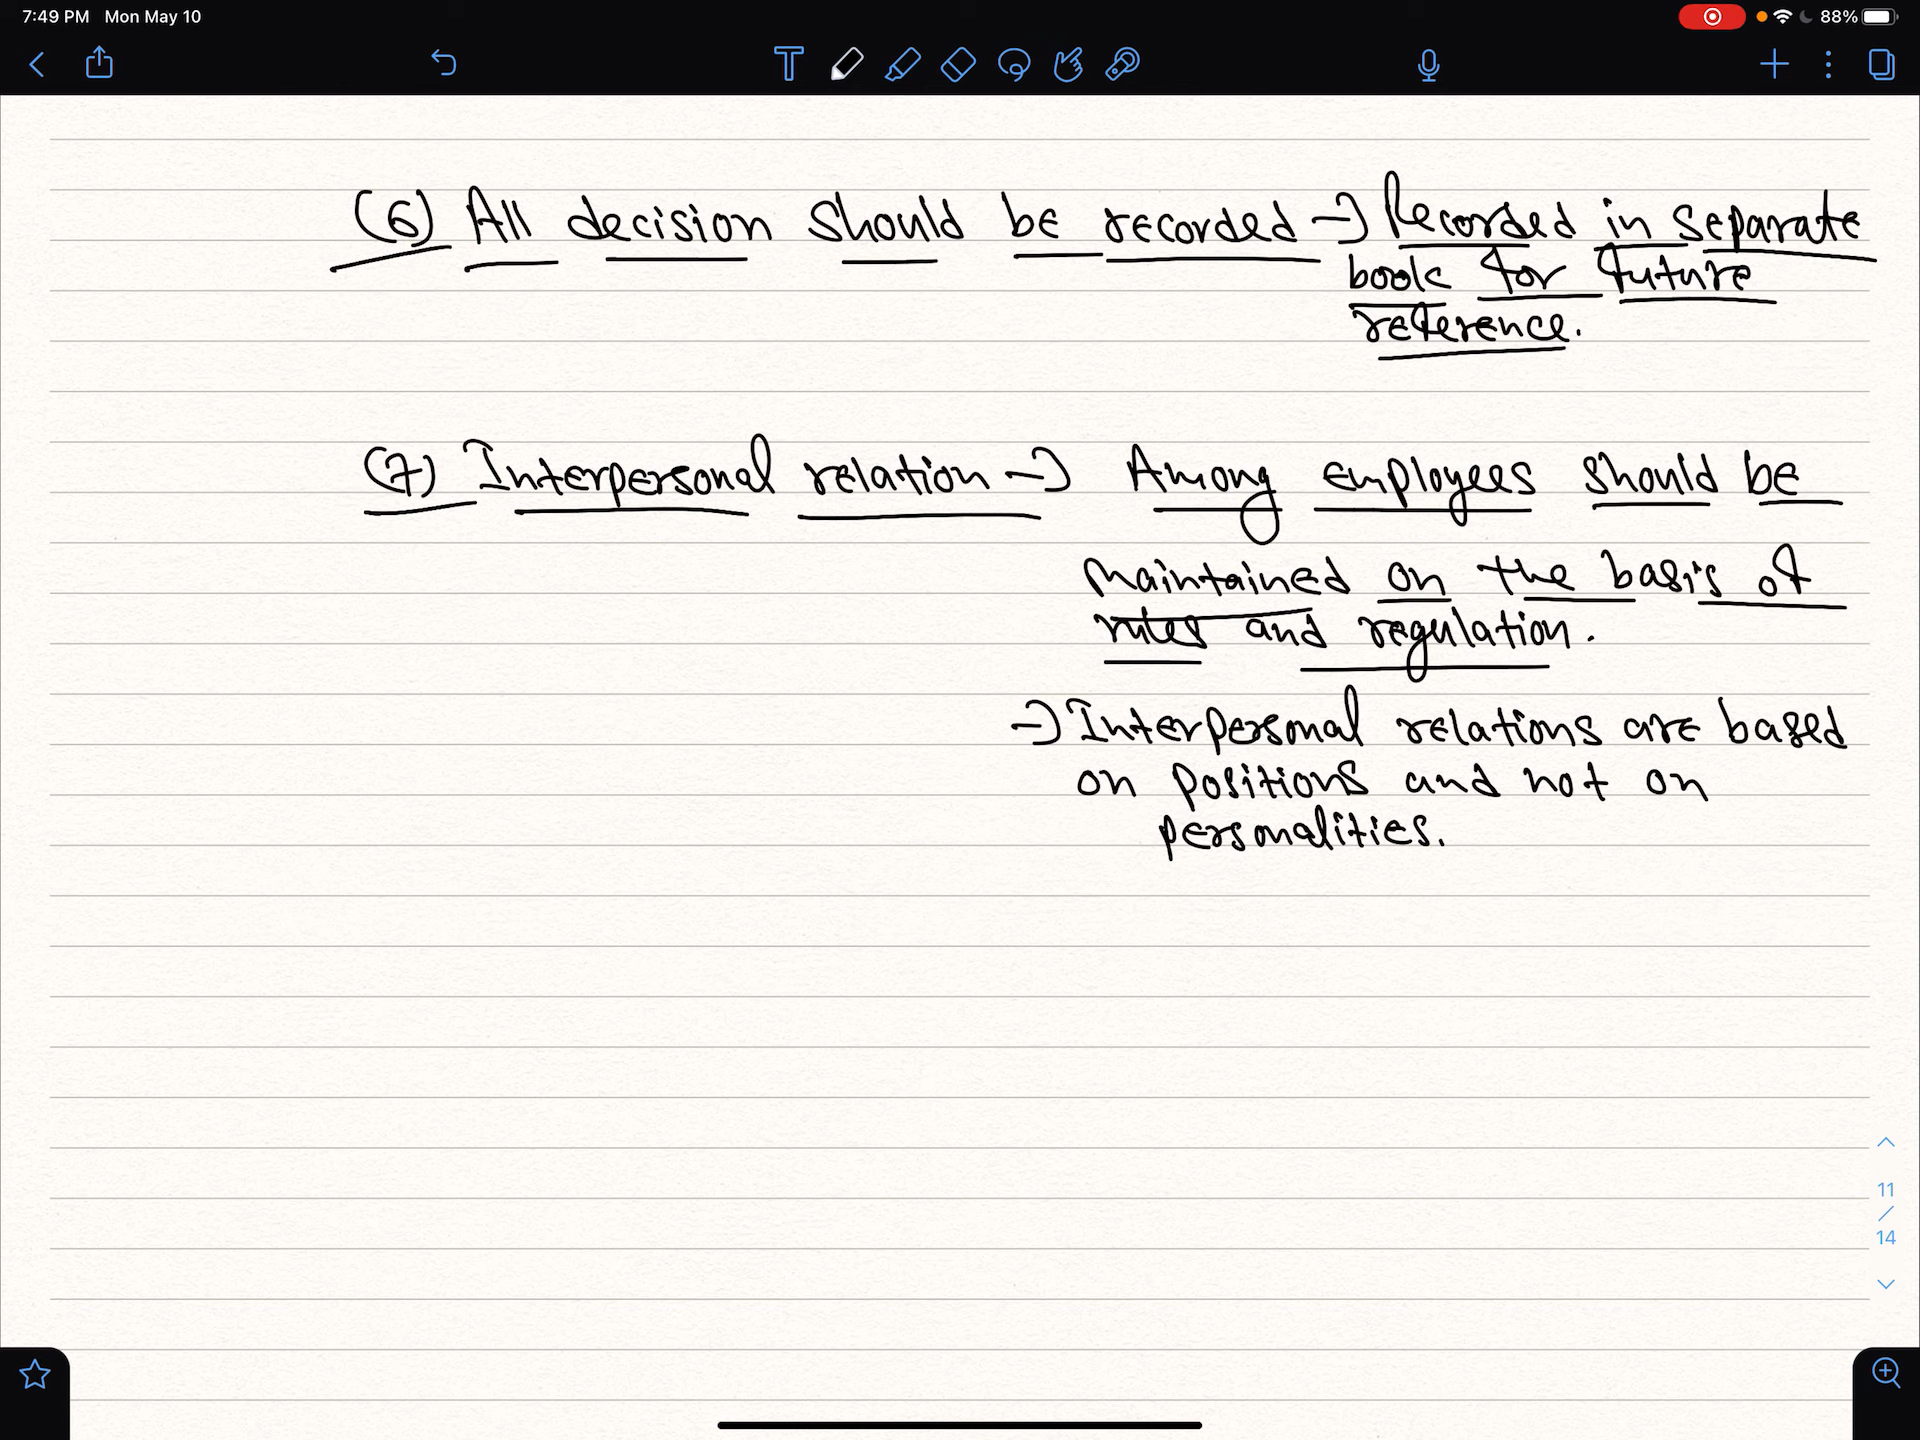 7:49 PM Mon May 10
88%
(6) All decision should be recorded → Recorded in separate
book for future
reference.
(7) Interpersonal relation → Among employees should be
maintained on the basis of
rules and regulation.
→ Interpersonal relations are based
on positions and not on
personalities.
11
/
14